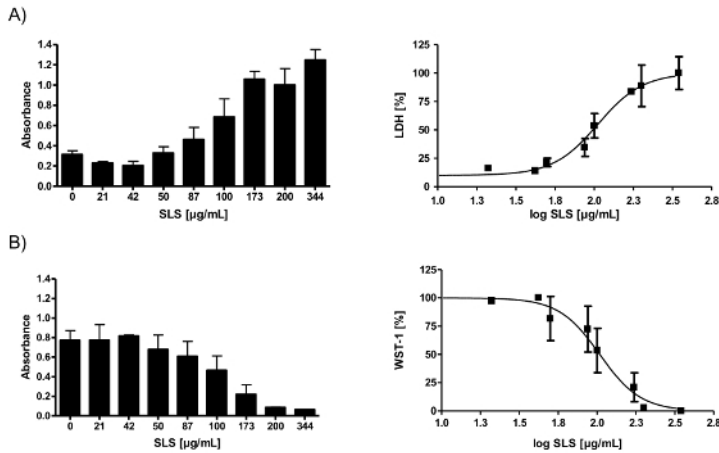 A)
Absorbance
1.4
1.2
1.0
0.8
0.6
0.4
0.2
0.0
0 21 42 50 87 100 173 200 344
SLS [µg/mL]
LDH [%]
125
100
75
50
25
0
1.0 1.3 1.5 1.8 2.0 2.3 2.5 2.8
log SLS [µg/mL]
B)
Absorbance
1.4
1.2
1.0
0.8
0.6
0.4
0.2
0.0
0 21 42 50 87 100 173 200 344
SLS [µg/mL]
WST-1 [%]
125
100
75
50
25
0
1.0 1.3 1.5 1.8 2.0 2.3 2.5 2.8
log SLS [µg/mL]